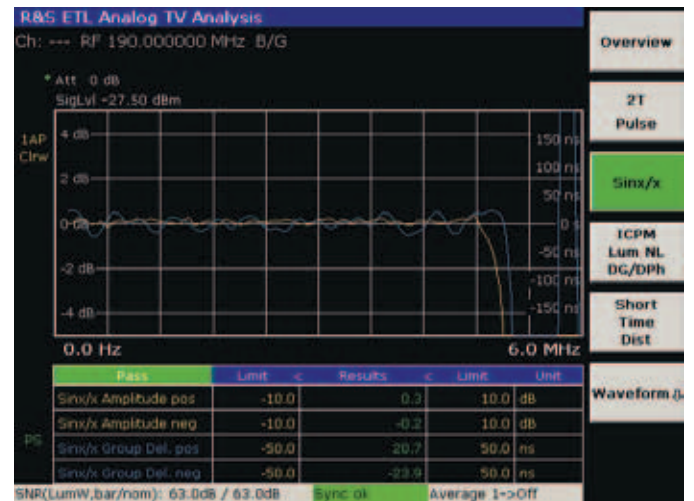 R&S ETL Analog TV Analysis
Ch: --- RF 190.000000 MHz B/G
* Att 0 dB
SigLvl -27.50 dBm
1AP
Clrw
4 dB
2 dB
0 dB
-2 dB
-4 dB
150 ns
100 ns
50 ns
0 s
-50 ns
-100 ns
-150 ns
0.0 Hz
6.0 MHz
Pass Limit < Results < Limit Unit
Sinx/x Amplitude pos -10.0 0.3 10.0 dB
Sinx/x Amplitude neg -10.0 -0.2 10.0 dB
PS
Sinx/x Group Del. pos -50.0 20.7 50.0 ns
Sinx/x Group Del. neg -50.0 -23.9 50.0 ns
SNR(LumW,bar/nom): 63.0dB / 63.0dB Sync ok Average 1->Off
Overview
2T
Pulse
Sinx/x
ICPM
Lum NL
DG/DPh
Short
Time
Dist
Waveform